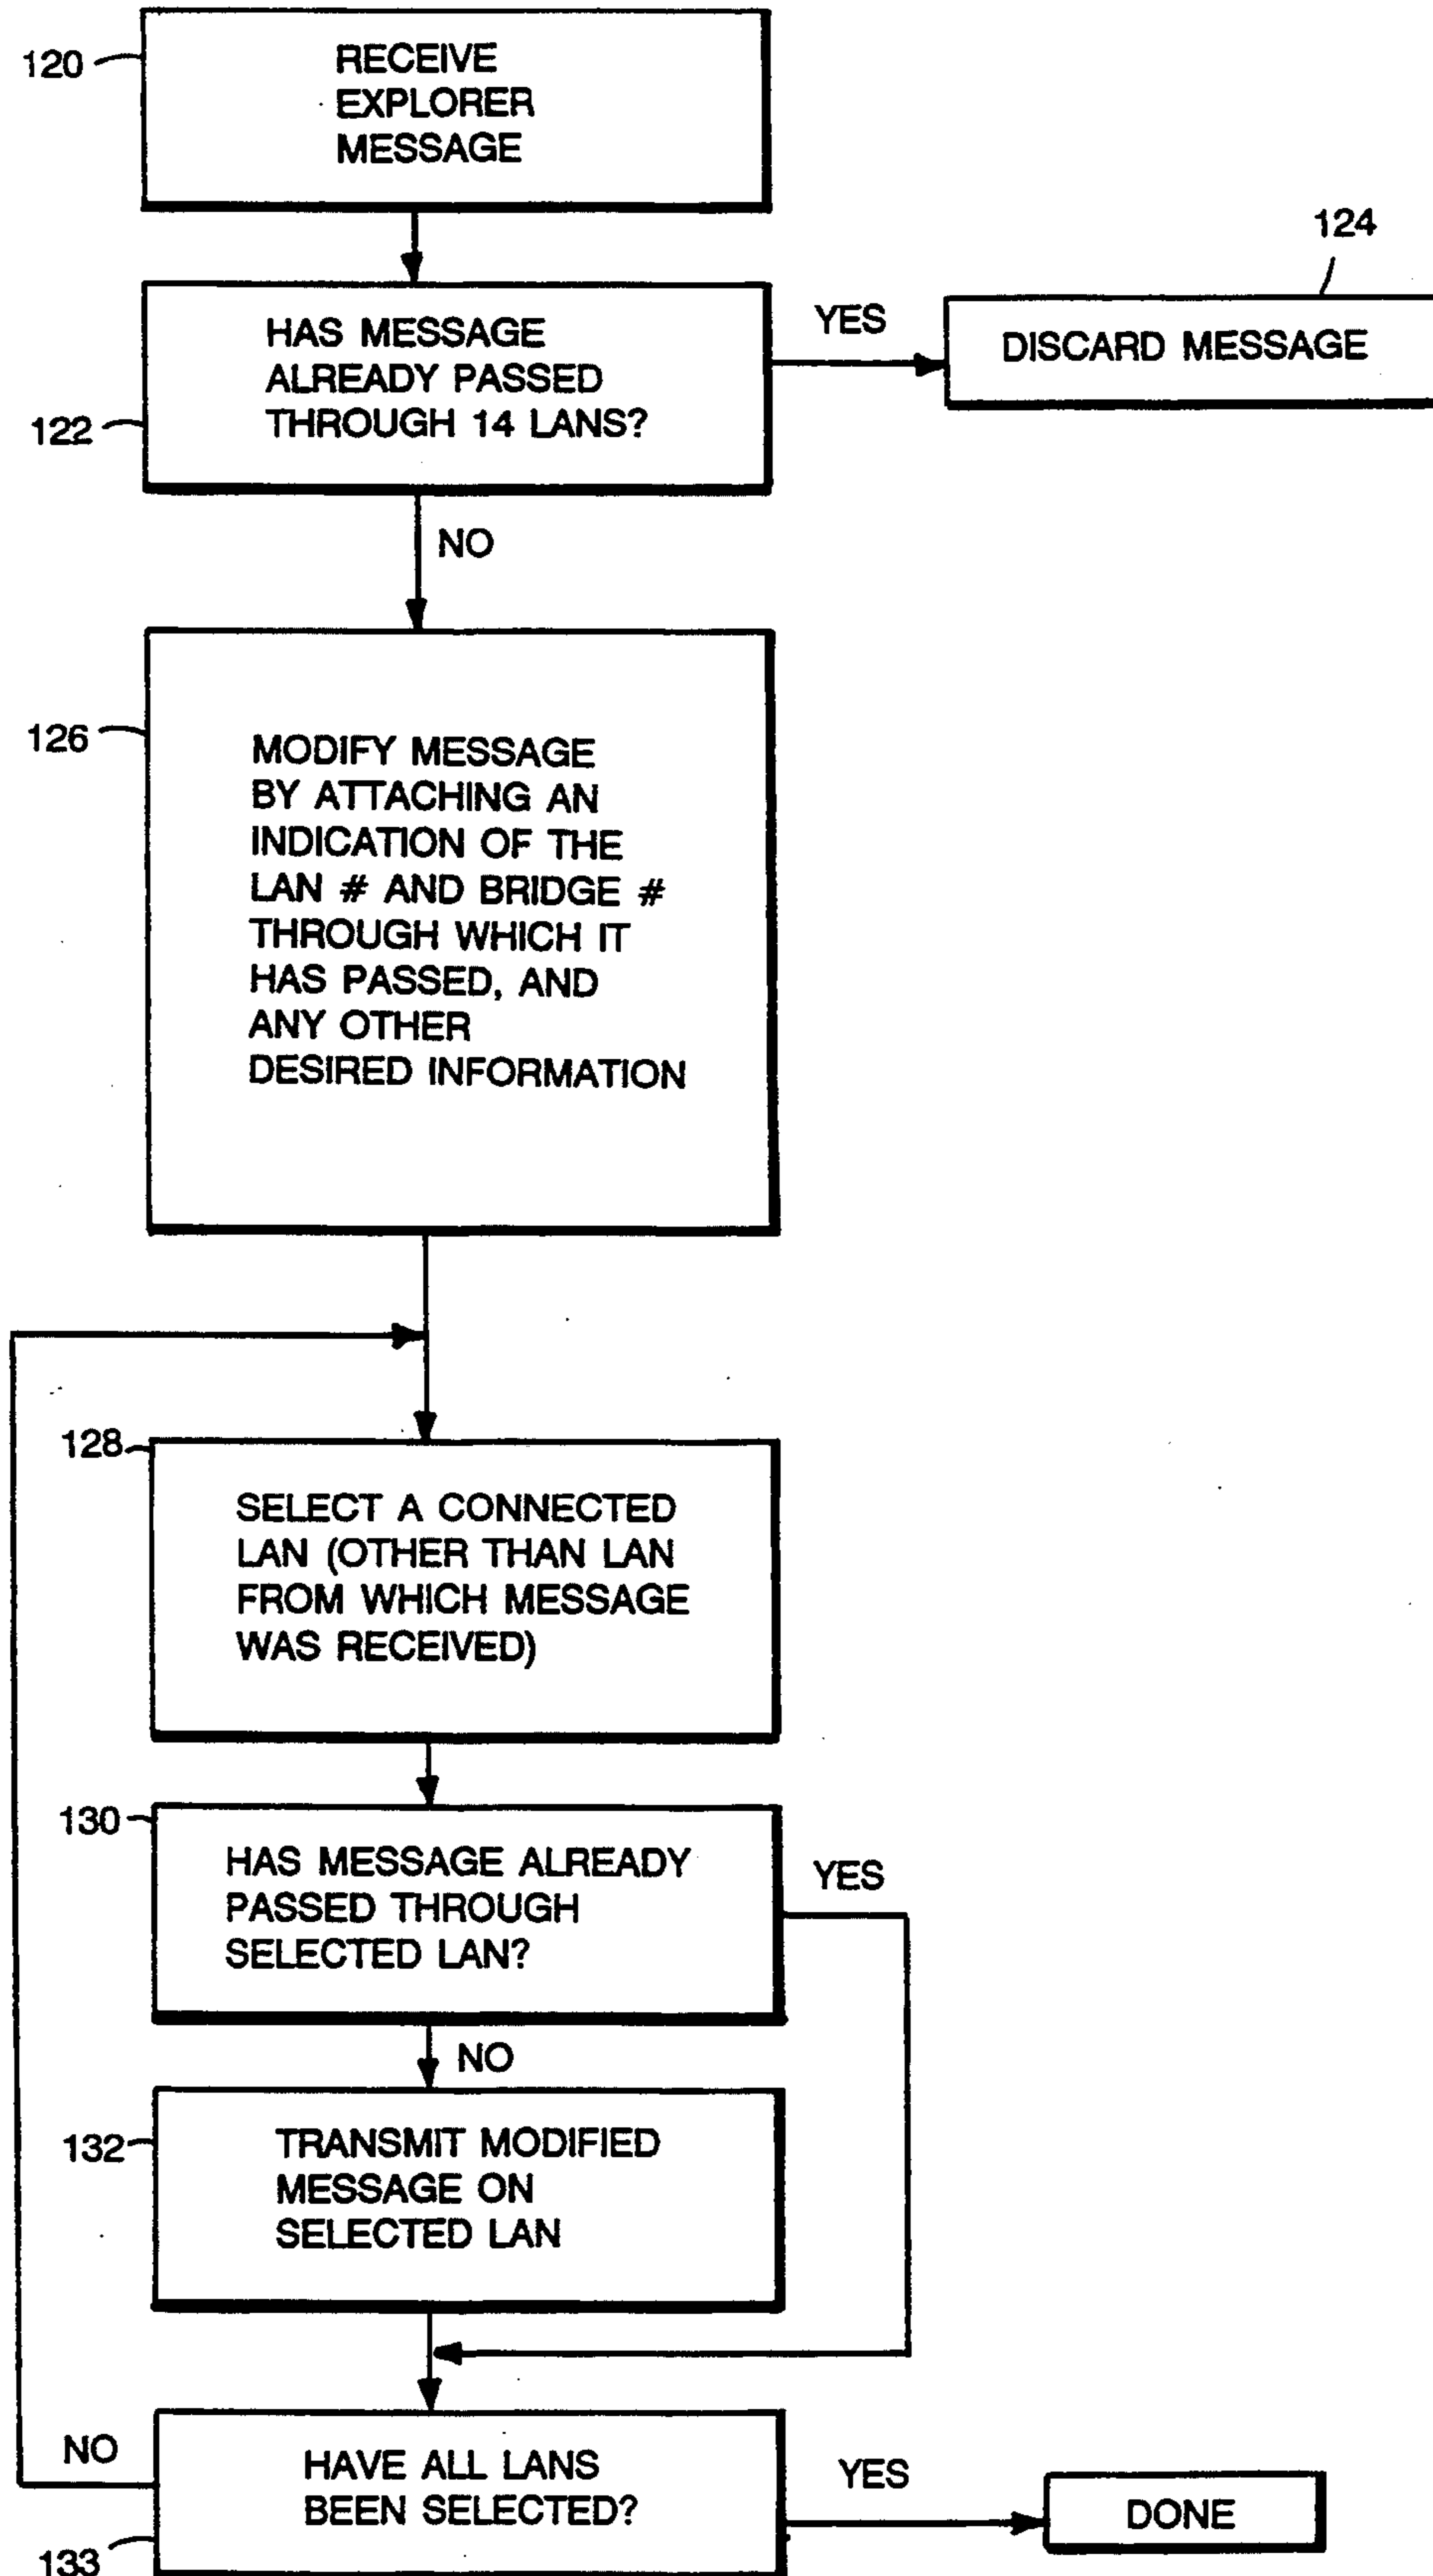 120
RECEIVE
EXPLORER
MESSAGE
124
HAS MESSAGE
ALREADY PASSED
THROUGH 14 LANS?
122
YES
DISCARD MESSAGE
NO
126
MODIFY MESSAGE
BY ATTACHING AN
INDICATION OF THE
LAN # AND BRIDGE #
THROUGH WHICH IT
HAS PASSED, AND
ANY OTHER
DESIRED INFORMATION
128
SELECT A CONNECTED
LAN (OTHER THAN LAN
FROM WHICH MESSAGE
WAS RECEIVED)
130
HAS MESSAGE ALREADY
PASSED THROUGH
SELECTED LAN?
YES
NO
132
TRANSMIT MODIFIED
MESSAGE ON
SELECTED LAN
NO
HAVE ALL LANS
BEEN SELECTED?
YES
DONE
133